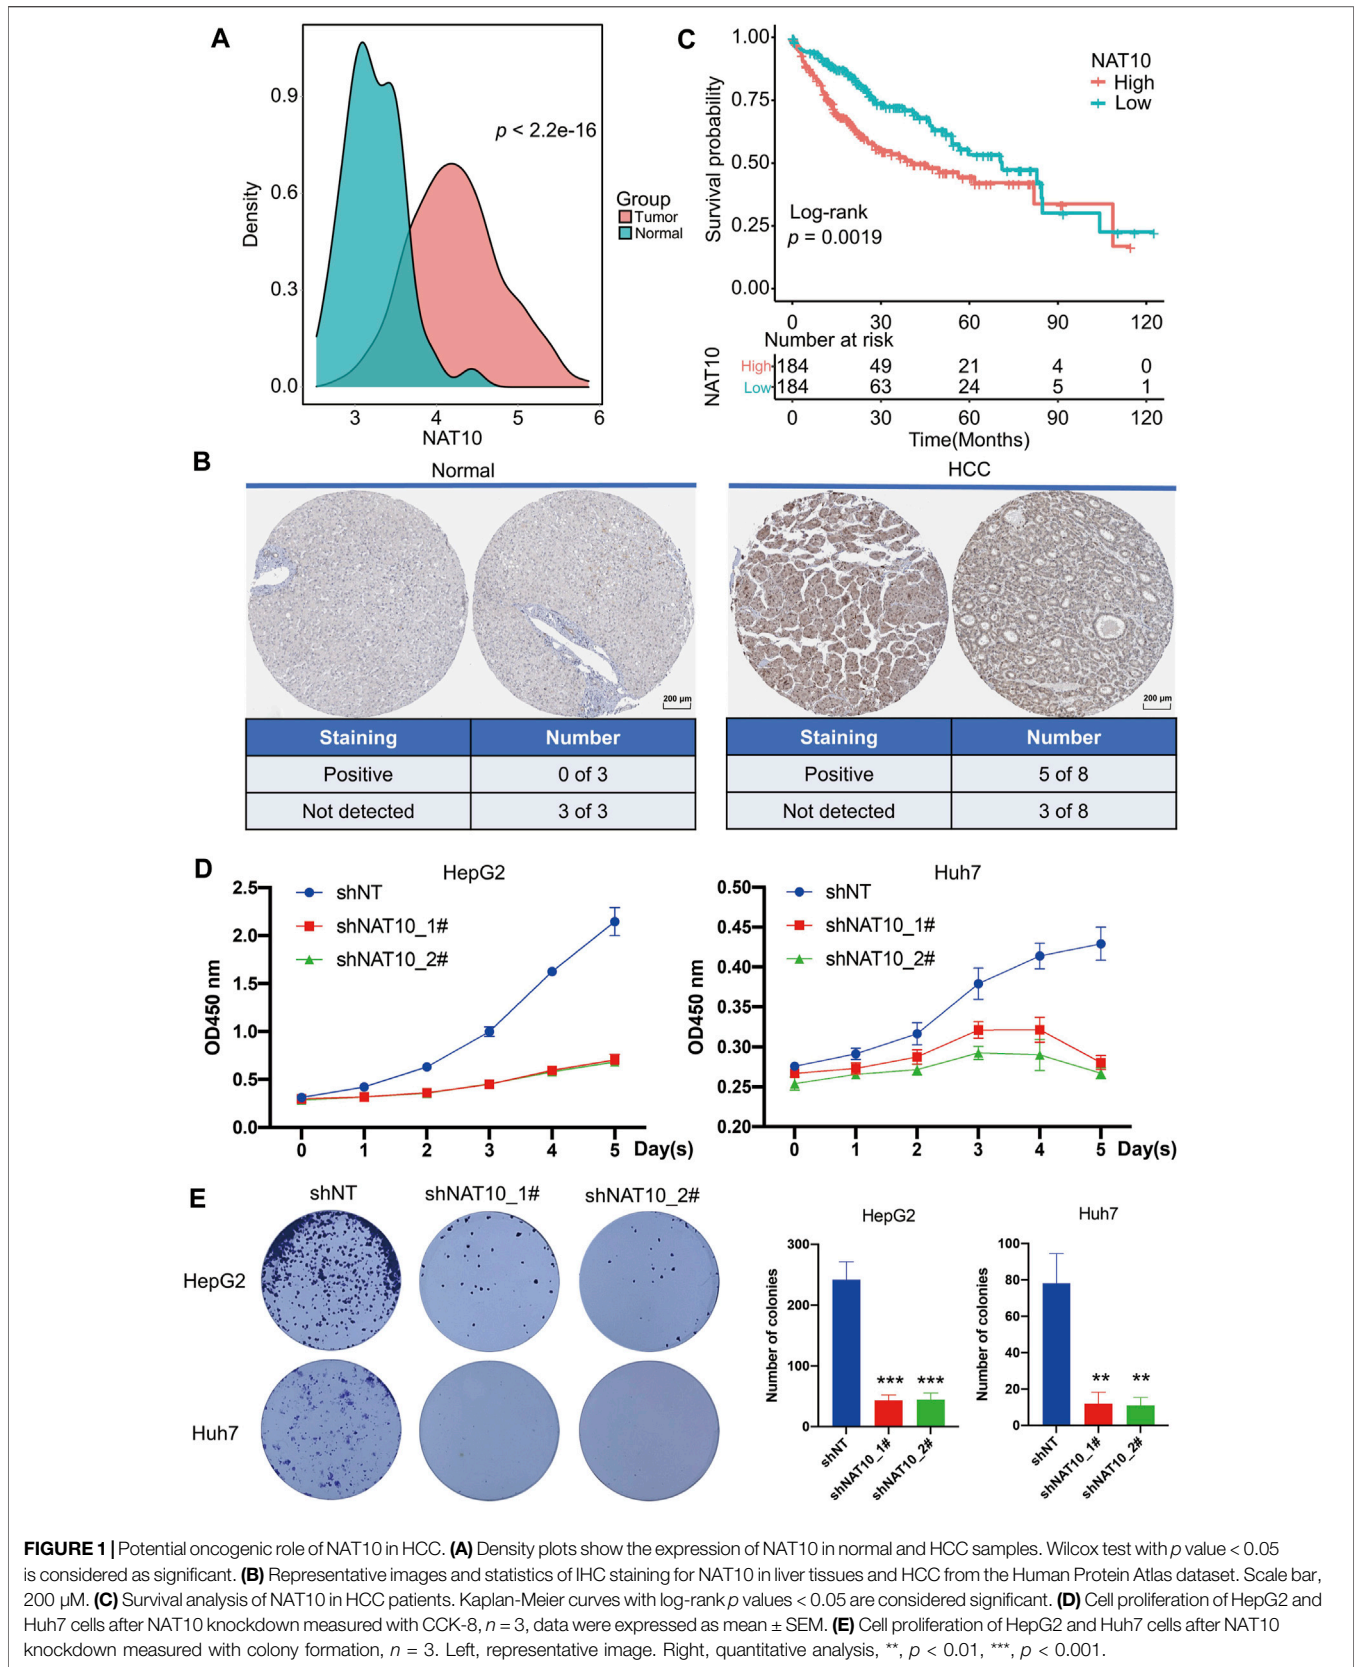 A
0.9
0.6
0.3
0.0
Density
p < 2.2e-16
Group
Tumor
Normal
3 4 5 6
NAT10
C
1.00
0.75
0.50
0.25
0.00
Survival probability
NAT10
High
Low
Log-rank
p = 0.0019
0 30 60 90 120
Number at risk
NAT10
High 184 49 21 4 0
Low 184 63 24 5 1
0 30 60 90 120
Time(Months)
B
Normal
200 μm
Staining Number
Positive 0 of 3
Not detected 3 of 3
HCC
200 μm
Staining Number
Positive 5 of 8
Not detected 3 of 8
D
HepG2
shNT
shNAT10_1#
shNAT10_2#
OD450 nm
2.5
2.0
1.5
1.0
0.5
0.0
0 1 2 3 4 5 Day(s)
Huh7
shNT
shNAT10_1#
shNAT10_2#
OD450 nm
0.50
0.45
0.40
0.35
0.30
0.25
0.20
0 1 2 3 4 5 Day(s)
E
shNT shNAT10_1# shNAT10_2#
HepG2
Huh7
HepG2
Number of colonies
300
200
100
0
*** ***
shNT shNAT10_1# shNAT10_2#
Huh7
Number of colonies
100
80
60
40
20
0
** **
shNT shNAT10_1# shNAT10_2#
FIGURE 1 | Potential oncogenic role of NAT10 in HCC. (A) Density plots show the expression of NAT10 in normal and HCC samples. Wilcox test with p value < 0.05
is considered as significant. (B) Representative images and statistics of IHC staining for NAT10 in liver tissues and HCC from the Human Protein Atlas dataset. Scale bar,
200 μM. (C) Survival analysis of NAT10 in HCC patients. Kaplan-Meier curves with log-rank p values < 0.05 are considered significant. (D) Cell proliferation of HepG2 and
Huh7 cells after NAT10 knockdown measured with CCK-8, n = 3, data were expressed as mean ± SEM. (E) Cell proliferation of HepG2 and Huh7 cells after NAT10
knockdown measured with colony formation, n = 3. Left, representative image. Right, quantitative analysis, **, p < 0.01, ***, p < 0.001.